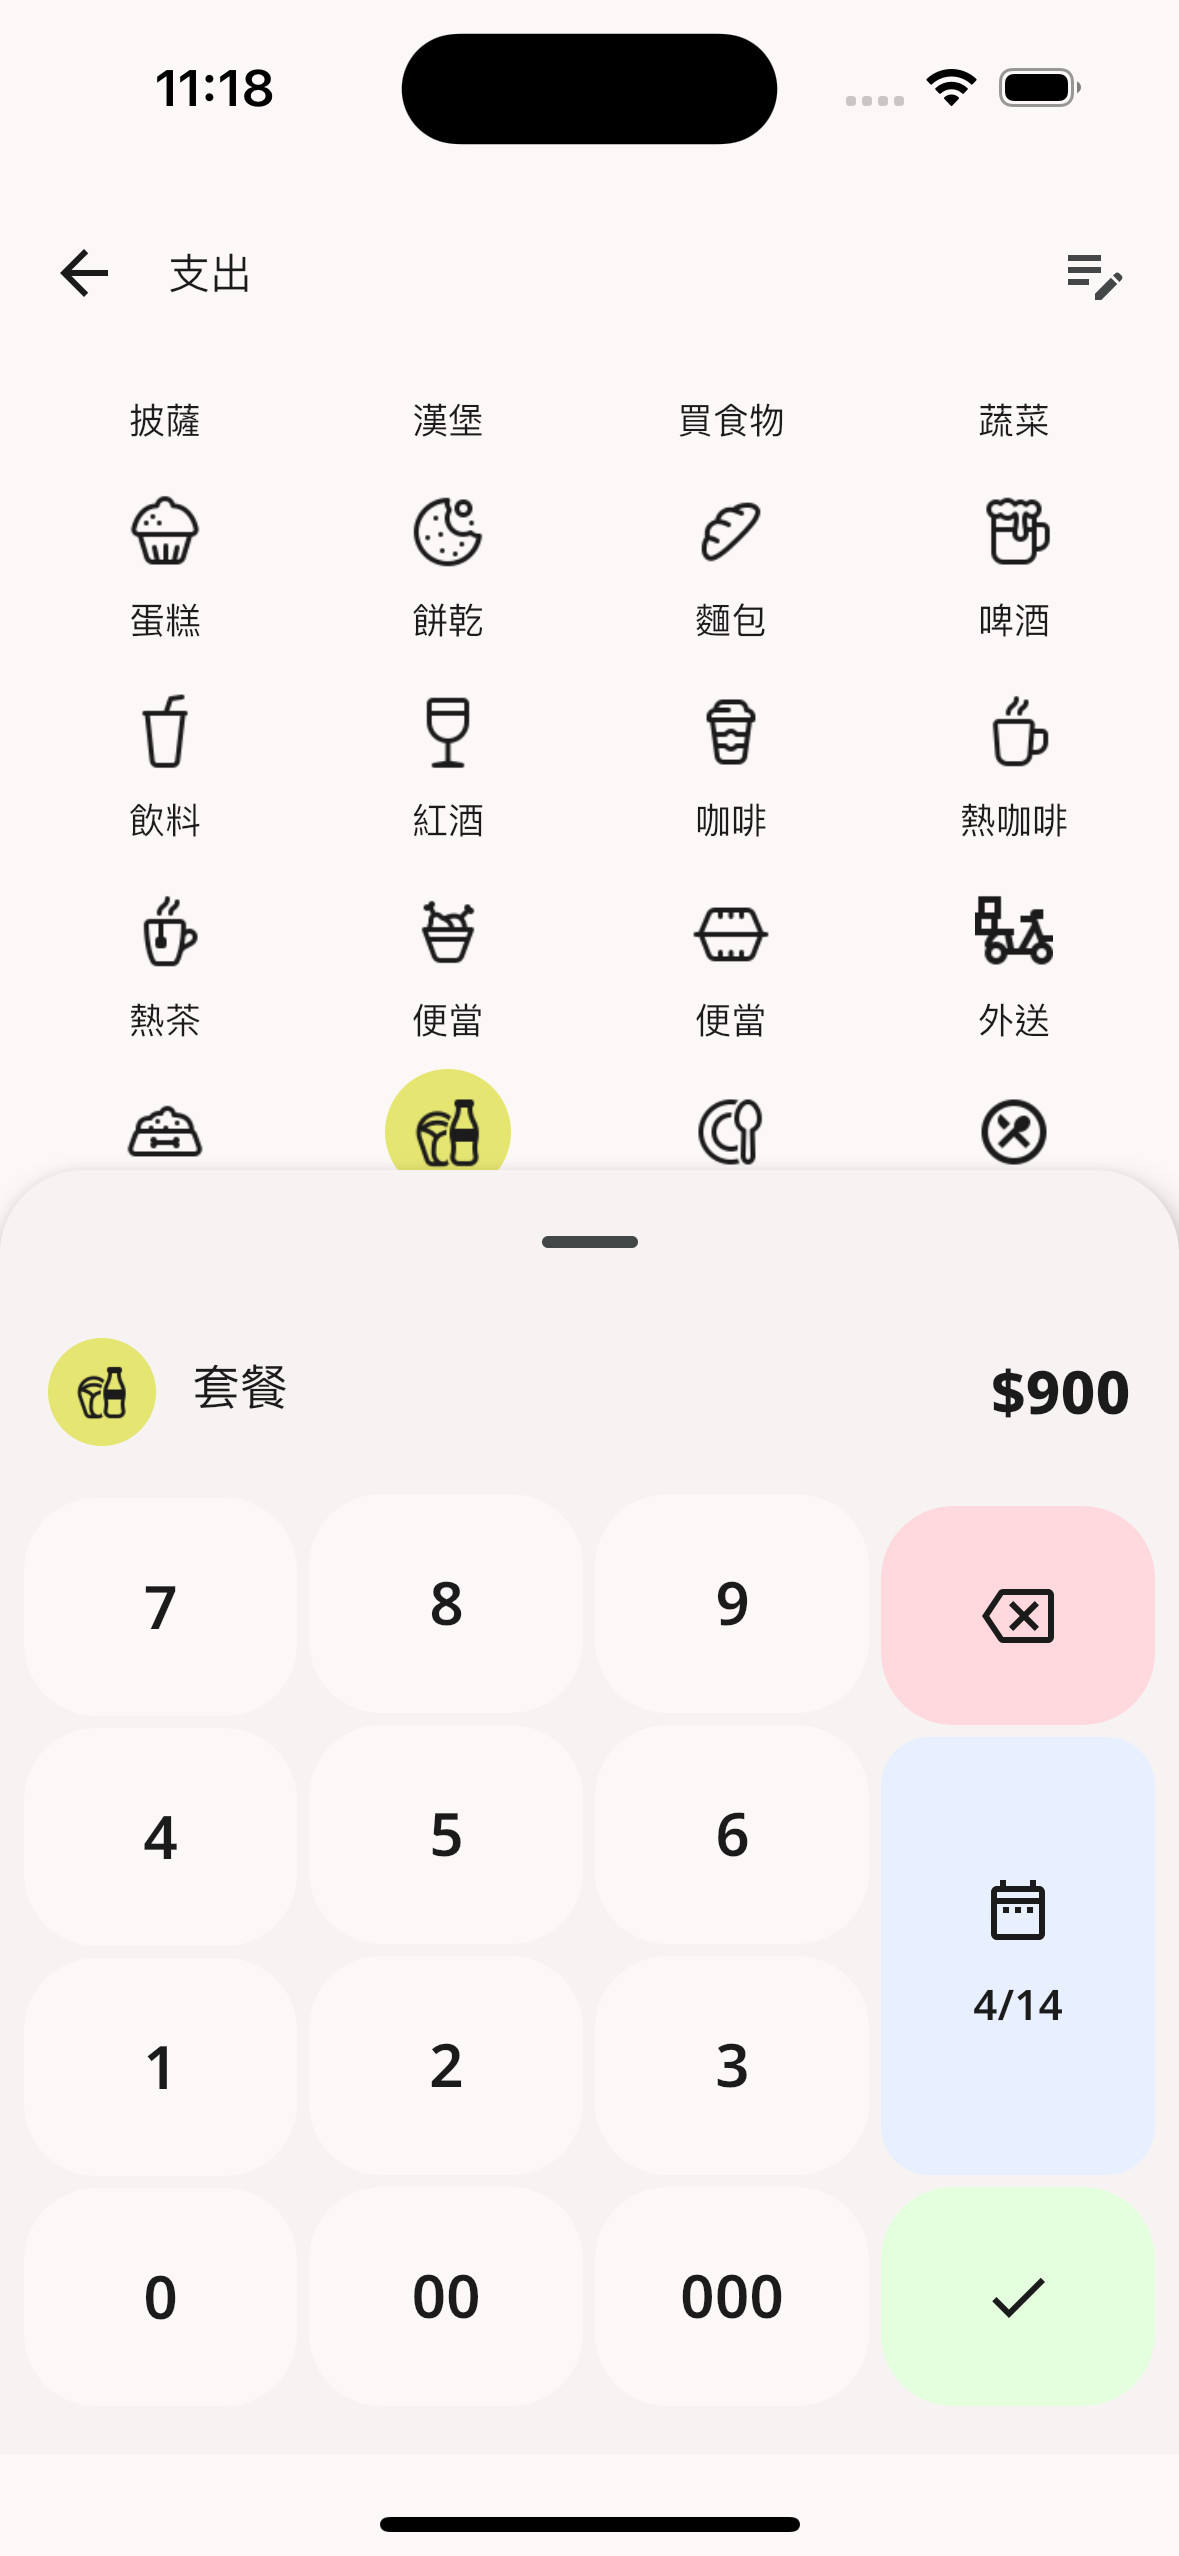 11:18
支出
披薩 漢堡 買食物 蔬菜
蛋糕 餅乾 麵包 啤酒
飲料 紅酒 咖啡 熱咖啡
熱茶 便當 便當 外送
套餐 $900
7 8 9
4 5 6
4/14
1 2 3
0 00 000